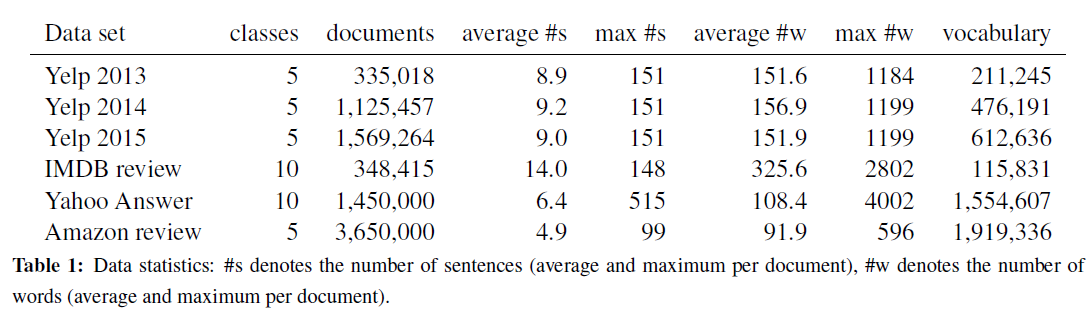 Data set classes documents average #s max #s average #w max #w vocabulary
Yelp 2013 5 335,018 8.9 151 151.6 1184 211,245
Yelp 2014 5 1,125,457 9.2 151 156.9 1199 476,191
Yelp 2015 5 1,569,264 9.0 151 151.9 1199 612,636
IMDB review 10 348,415 14.0 148 325.6 2802 115,831
Yahoo Answer 10 1,450,000 6.4 515 108.4 4002 1,554,607
Amazon review 5 3,650,000 4.9 99 91.9 596 1,919,336
Table 1: Data statistics: #s denotes the number of sentences (average and maximum per document), #w denotes the number of
words (average and maximum per document).